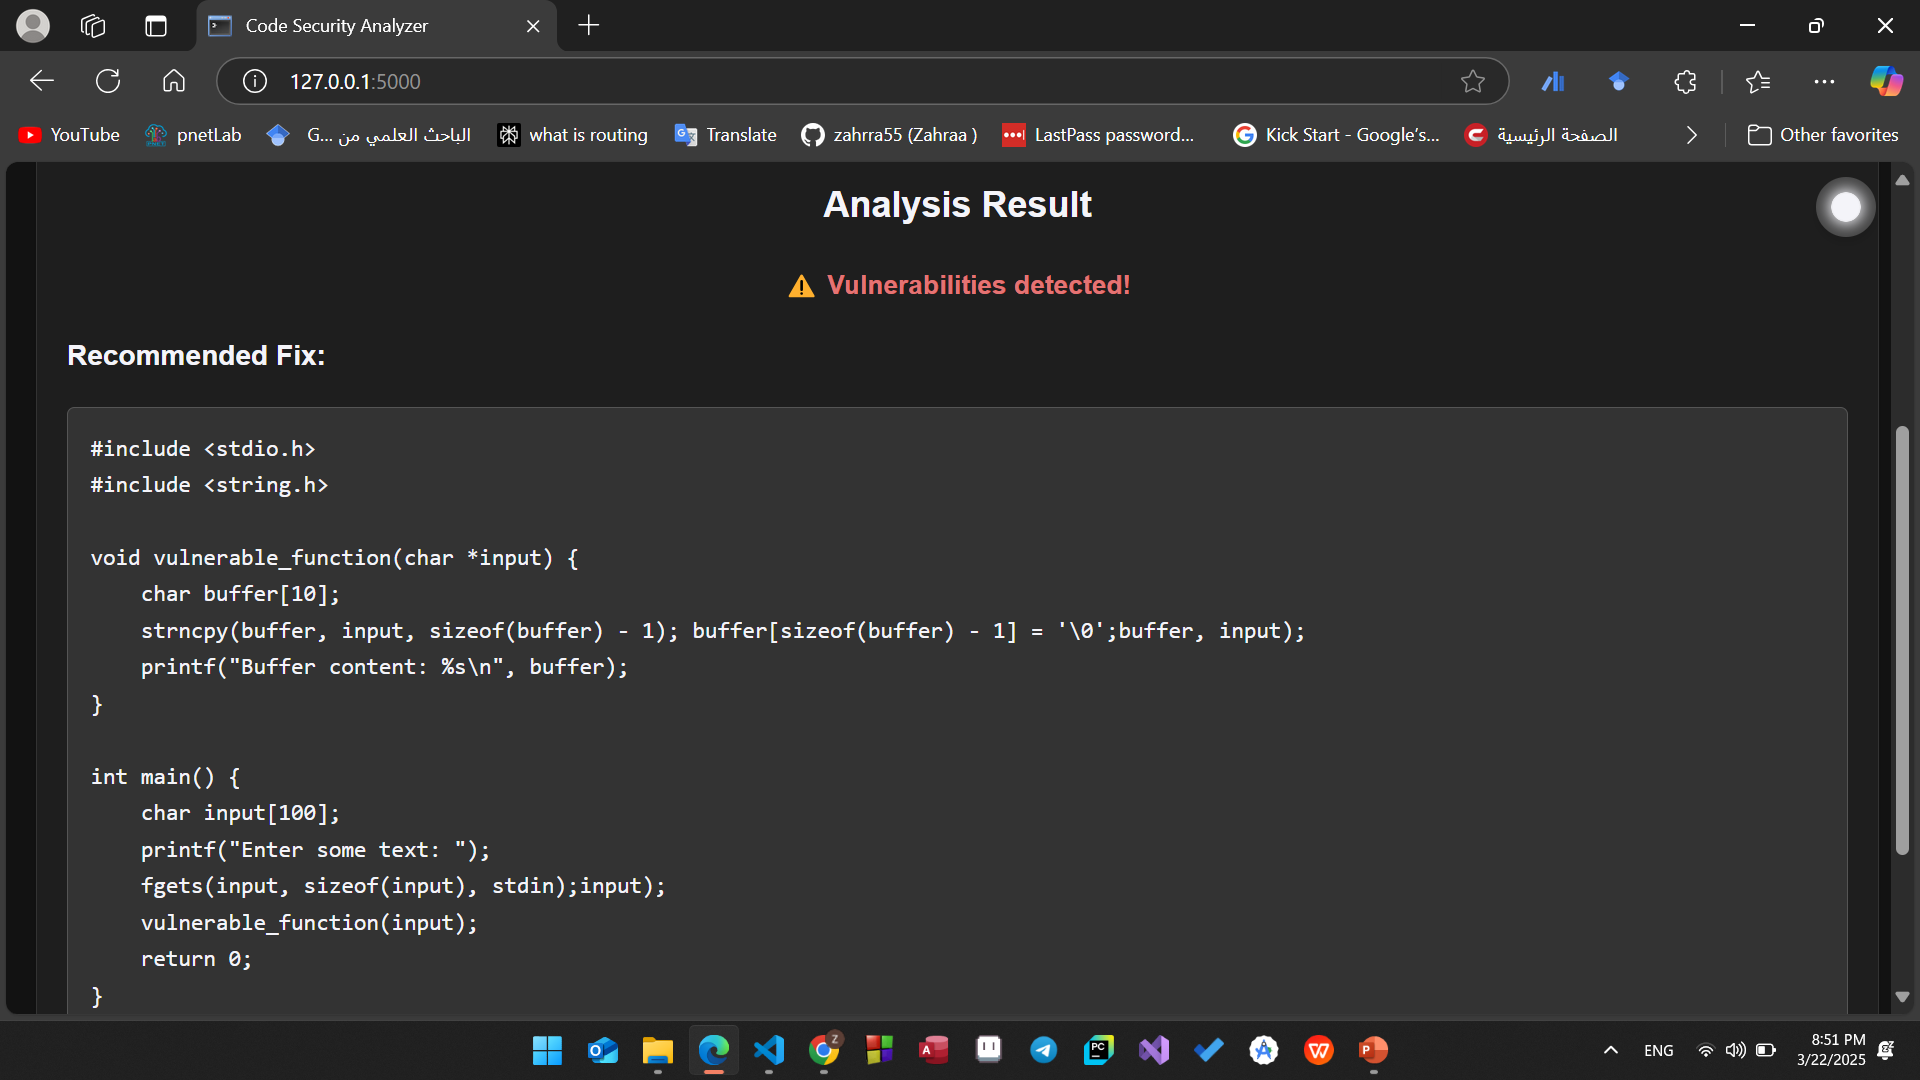 Code Security Analyzer
127.0.0.1:5000
YouTube
pnetLab
الباحث العلمي من G...
what is routing
Translate
zahrra55 (Zahraa )
LastPass password...
Kick Start - Google's...
الصفحة الرئيسية
Other favorites
Analysis Result
Vulnerabilities detected!
Recommended Fix:
#include <stdio.h>
#include <string.h>
void vulnerable_function(char *input) {
    char buffer[10];
    strncpy(buffer, input, sizeof(buffer) - 1); buffer[sizeof(buffer) - 1] = '\0';buffer, input);
    printf("Buffer content: %s\n", buffer);
}
int main() {
    char input[100];
    printf("Enter some text: ");
    fgets(input, sizeof(input), stdin);input);
    vulnerable_function(input);
    return 0;
}
ENG
8:51 PM
3/22/2025